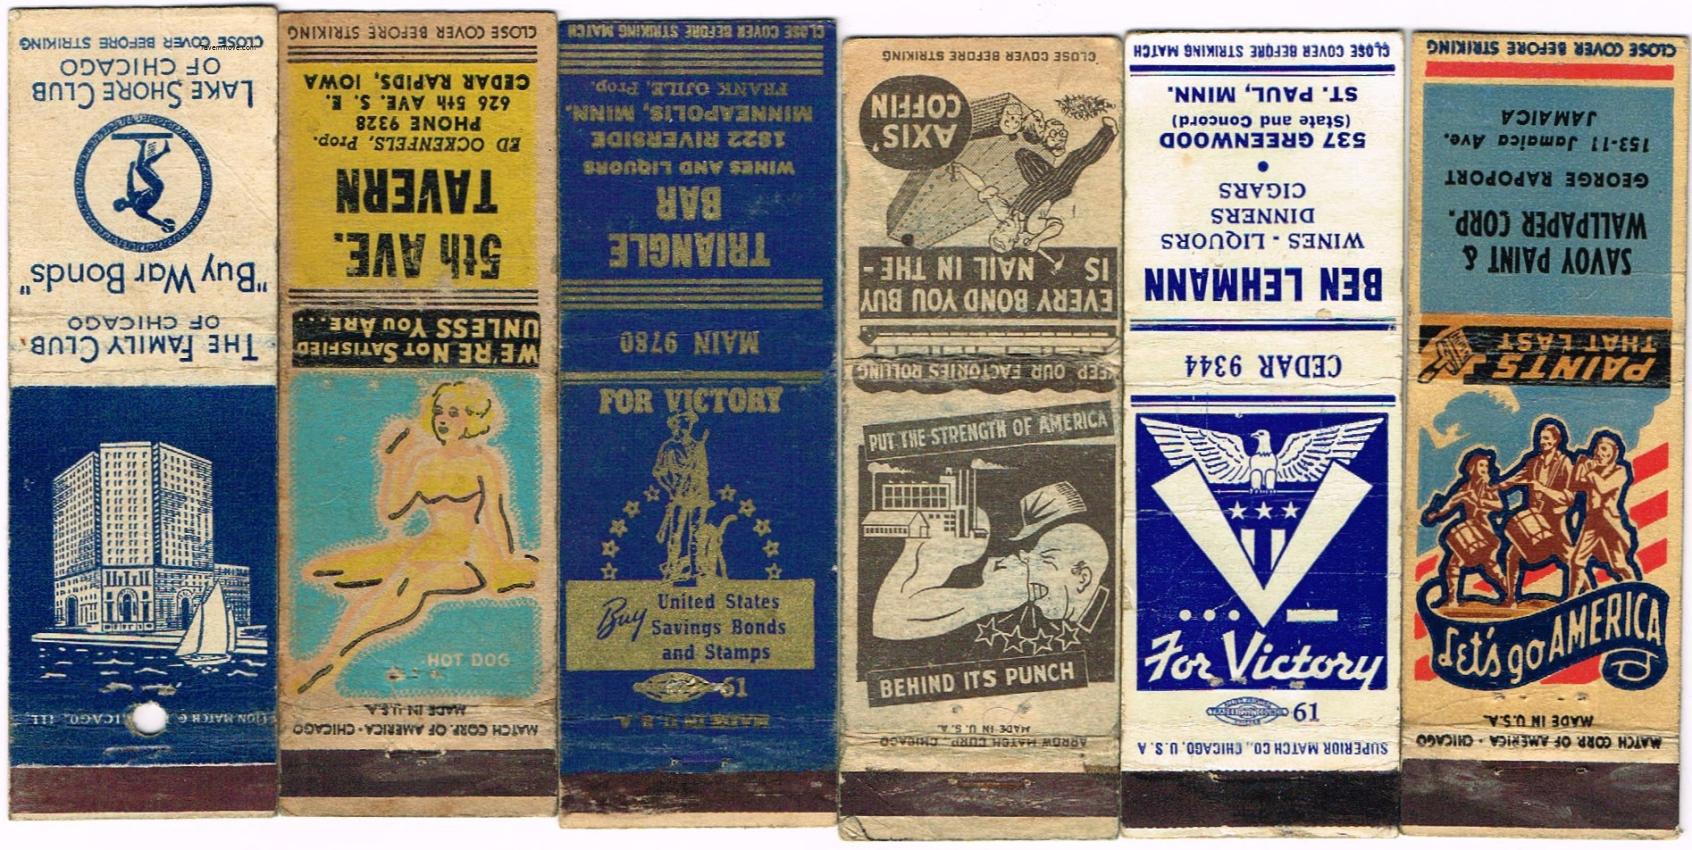 CLOSE COVER BEFORE STRIKING
LAKE SHORE CLUB
OF CHICAGO
"Buy War Bonds"
THE FAMILY CLUB
OF CHICAGO
CLOSE COVER BEFORE STRIKING
5th AVE.
TAVERN
ED OCKENFELS, Prop.
PHONE 9328
626 5th AVE. S. E.
CEDAR RAPIDS, IOWA
WE'RE NOT SATISFIED
UNLESS YOU ARE...
HOT DOG
MATCH CORP. OF AMERICA · CHICAGO
MADE IN U.S.A.
CLOSE COVER BEFORE STRIKING MATCH
TRIANGLE
BAR
WINES AND LIQUORS
1822 RIVERSIDE
MINNEAPOLIS, MINN.
FRANK OJILE, Prop.
MAIN 9780
FOR VICTORY
Buy
United States
Savings Bonds
and Stamps
61
MADE IN U.S.A.
CLOSE COVER BEFORE STRIKING
EVERY BOND YOU BUY
IS NAIL IN THE -
AXIS'
COFFIN
KEEP OUR FACTORIES ROLLING
PUT THE STRENGTH OF AMERICA
BEHIND ITS PUNCH
ARROW MATCH CORP. CHICAGO
MADE IN U.S.A.
CLOSE COVER BEFORE STRIKING MATCH
BEN LEHMANN
WINES - LIQUORS
DINNERS
CIGARS
•
537 GREENWOOD
(State and Concord)
ST. PAUL, MINN.
CEDAR 9344
For Victory
61
SUPERIOR MATCH CO., CHICAGO, U.S.A
CLOSE COVER BEFORE STRIKING
SAVOY PAINT &
WALLPAPER CORP.
GEORGE RAPOPORT
153-11 Jamaica Ave.
JAMAICA
PAINTS
THAT LAST
Let's go AMERICA
MATCH CORP. OF AMERICA · CHICAGO
MADE IN U.S.A.